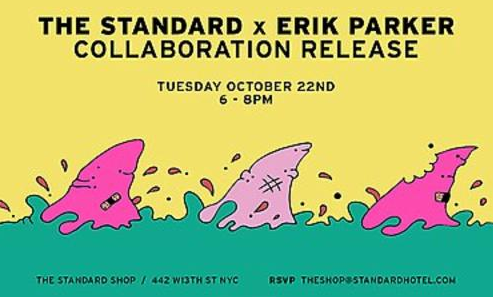 THE STANDARD x ERIK PARKER
COLLABORATION RELEASE
TUESDAY OCTOBER 22ND
6 - 8PM
THE STANDARD SHOP / 442 W13TH ST NYC RSVP THESHOP@STANDARDHOTEL.COM